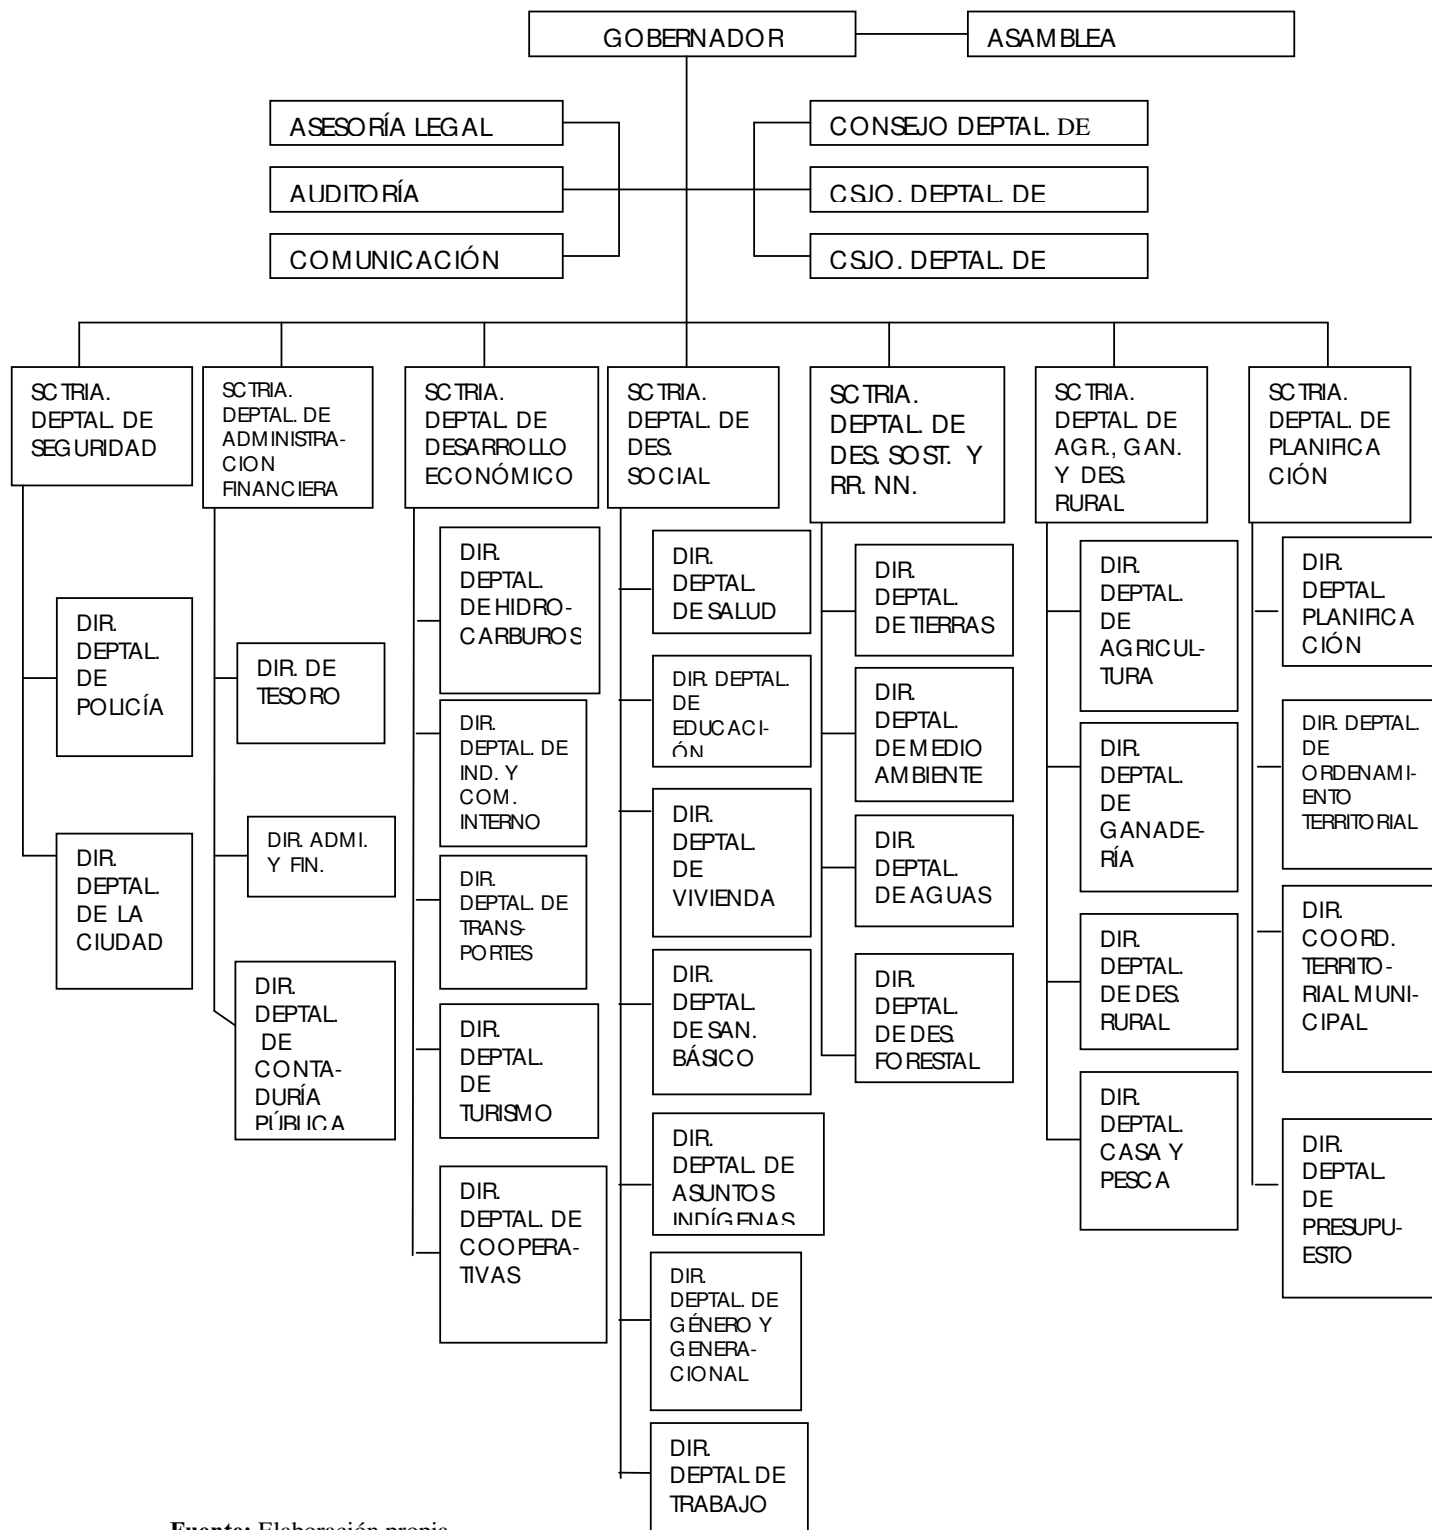 GOBERNADOR
ASAMBLEA
ASESORÍA LEGAL
CONSEJO DEPTAL. DE
AUDITORÍA
CSJO. DEPTAL. DE
COMUNICACIÓN
CSJO. DEPTAL. DE
SCTRIA.
DEPTAL. DE
SEGURIDAD
SCTRIA.
DEPTAL. DE
ADMINISTRA-
CION
FINANCIERA
SCTRIA.
DEPTAL. DE
DESARROLLO
ECONÓMICO
SCTRIA.
DEPTAL. DE
DES.
SOCIAL
SCTRIA.
DEPTAL. DE
DES. SOST. Y
RR. NN.
SCTRIA.
DEPTAL. DE
AGR., GAN.
Y DES.
RURAL
SCTRIA.
DEPTAL. DE
PLANIFICA
CIÓN
DIR.
DEPTAL.
DE
POLICÍA
DIR.
DEPTAL.
DE LA
CIUDAD
DIR. DE
TESORO
DIR. ADMI.
Y FIN.
DIR.
DEPTAL.
DE
CONTA-
DURÍA
PÚBLICA
DIR.
DEPTAL.
DE HIDRO-
CARBUROS
DIR.
DEPTAL. DE
IND. Y
COM.
INTERNO
DIR.
DEPTAL. DE
TRANS-
PORTES
DIR.
DEPTAL.
DE
TURISMO
DIR.
DEPTAL. DE
COOPERA-
TIVAS
DIR.
DEPTAL.
DE SALUD
DIR. DEPTAL.
DE
EDUCACI-
ÓN
DIR.
DEPTAL.
DE
VIVIENDA
DIR.
DEPTAL.
DE SAN.
BÁSICO
DIR.
DEPTAL. DE
ASUNTOS
INDÍGENAS
DIR.
DEPTAL. DE
GÉNERO Y
GENERA-
CIONAL
DIR.
DEPTAL DE
TRABAJO
DIR.
DEPTAL.
DE TIERRAS
DIR.
DEPTAL.
DE MEDIO
AMBIENTE
DIR.
DEPTAL.
DE AGUAS
DIR.
DEPTAL.
DE DES.
FORESTAL
DIR.
DEPTAL.
DE
AGRICUL-
TURA
DIR.
DEPTAL.
DE
GANADE-
RÍA
DIR.
DEPTAL.
DE DES.
RURAL
DIR.
DEPTAL.
CASA Y
PESCA
DIR.
DEPTAL.
PLANIFICA
CIÓN
DIR. DEPTAL.
DE
ORDENAMI-
ENTO
TERRITORIAL
DIR.
COORD.
TERRITO-
RIAL MUNI-
CIPAL
DIR.
DEPTAL.
DE
PRESUPU-
ESTO
Fuente: Elaboración propia